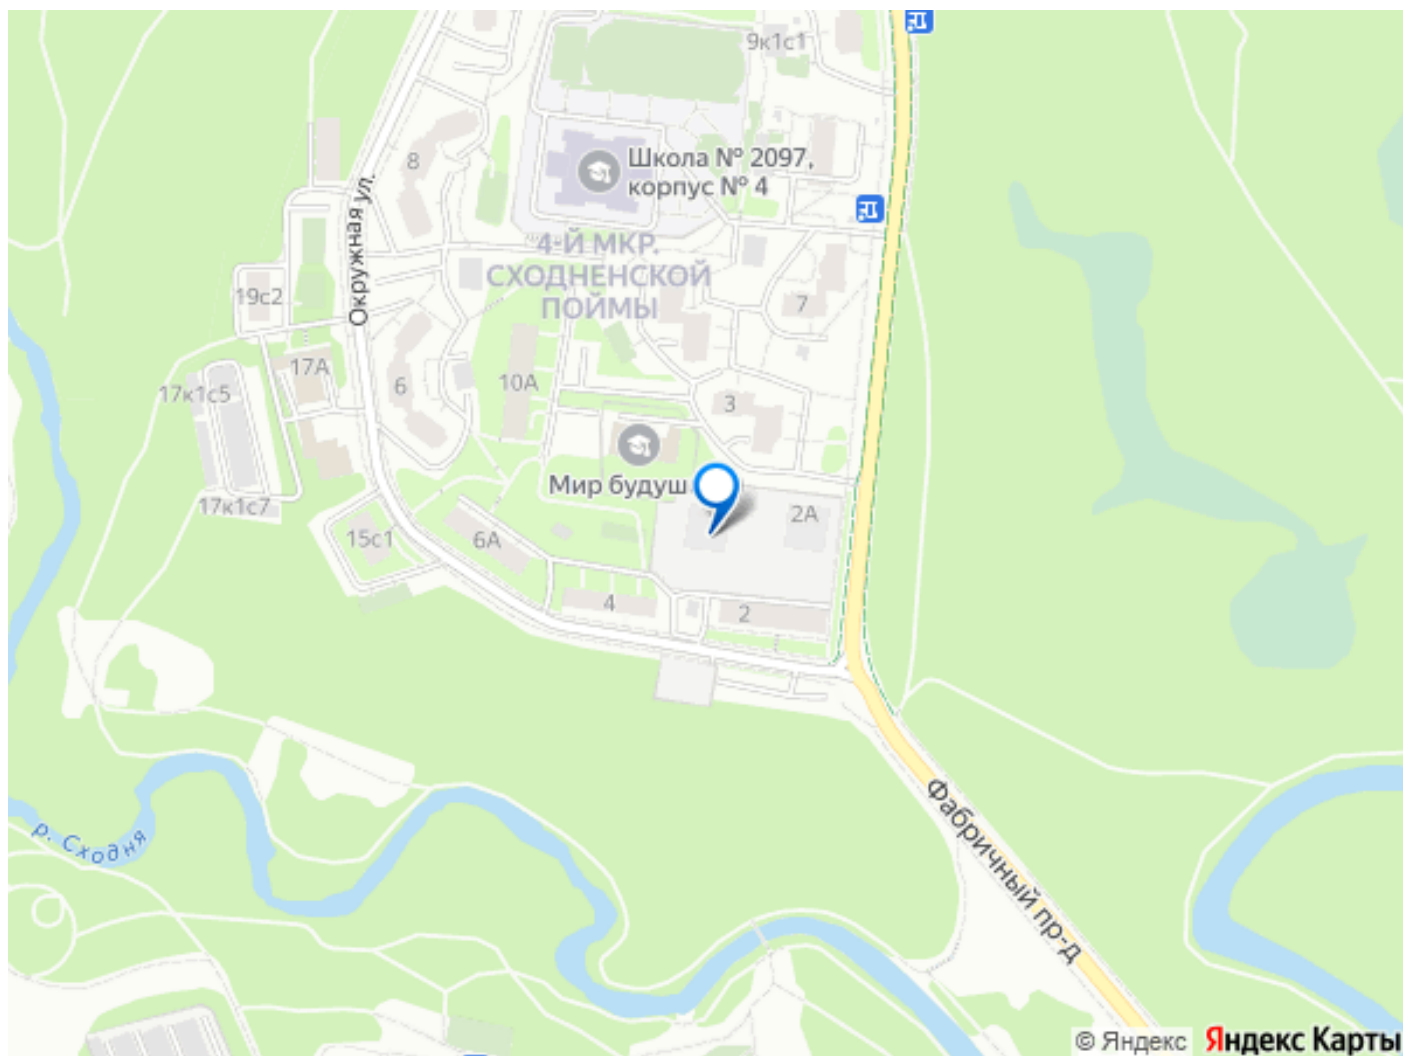 9к1с1
8
Школа № 2097,
корпус № 4
Окружная ул.
4-Й МКР.
СХОДНЕНСКОЙ
ПОЙМЫ
19с2
7
17А
17к1с5
6
10А
3
Мир будущ
17к1с7
15с1
6А
2А
4
2
р. Сходня
Фабричный пр-д
© Яндекс
Яндекс Карты